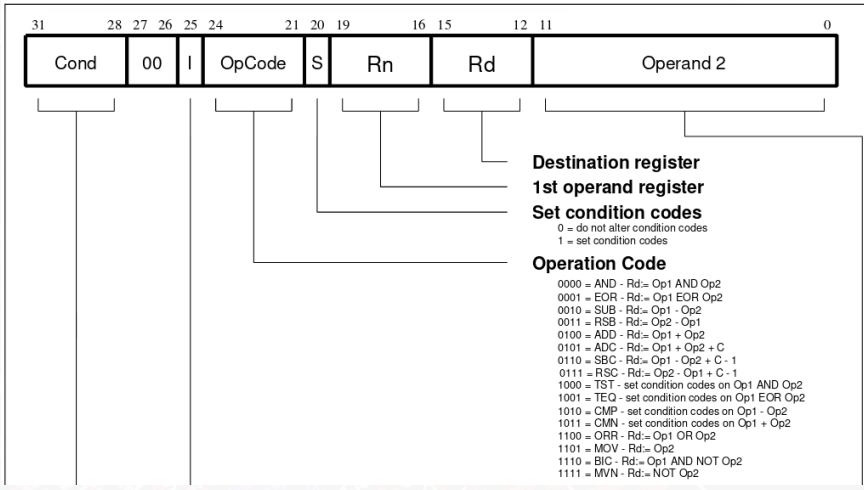 31 28 27 26 25 24 21 20 19 16 15 12 11 0
Cond 00 I OpCode S Rn Rd Operand 2
Destination register
1st operand register
Set condition codes
0 = do not alter condition codes
1 = set condition codes
Operation Code
0000 = AND - Rd:= Op1 AND Op2
0001 = EOR - Rd:= Op1 EOR Op2
0010 = SUB - Rd:= Op1 - Op2
0011 = RSB - Rd:= Op2 - Op1
0100 = ADD - Rd:= Op1 + Op2
0101 = ADC - Rd:= Op1 + Op2 + C
0110 = SBC - Rd:= Op1 - Op2 + C - 1
0111 = RSC - Rd:= Op2 - Op1 + C - 1
1000 = TST - set condition codes on Op1 AND Op2
1001 = TEQ - set condition codes on Op1 EOR Op2
1010 = CMP - set condition codes on Op1 - Op2
1011 = CMN - set condition codes on Op1 + Op2
1100 = ORR - Rd:= Op1 OR Op2
1101 = MOV - Rd:= Op2
1110 = BIC - Rd:= Op1 AND NOT Op2
1111 = MVN - Rd:= NOT Op2